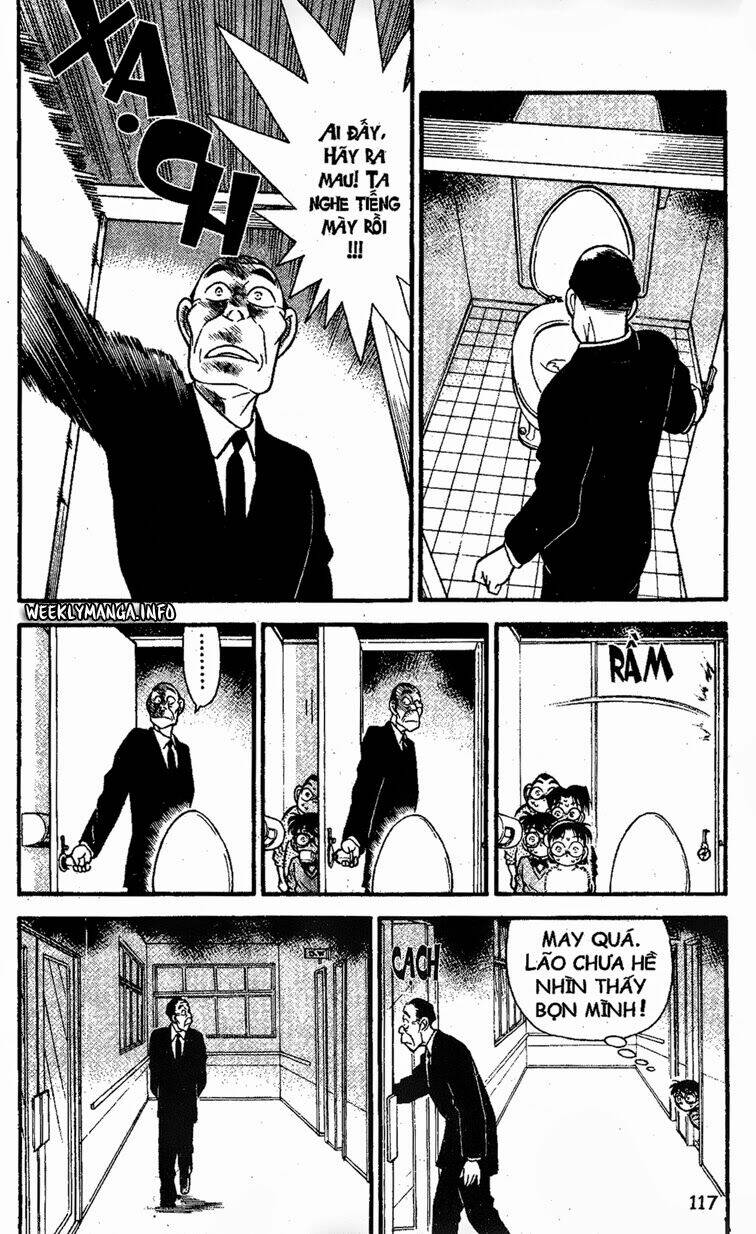 XẠCH
AI ĐẤY,
HÃY RA
MAU! TA
NGHE TIẾNG
MÀY RỒI
!!!
WEEKLYMANGA.INFO
........
RẦM
CẠCH
MAY QUÁ.
LÃO CHƯA HỀ
NHÌN THẤY
BỌN MÌNH!
117